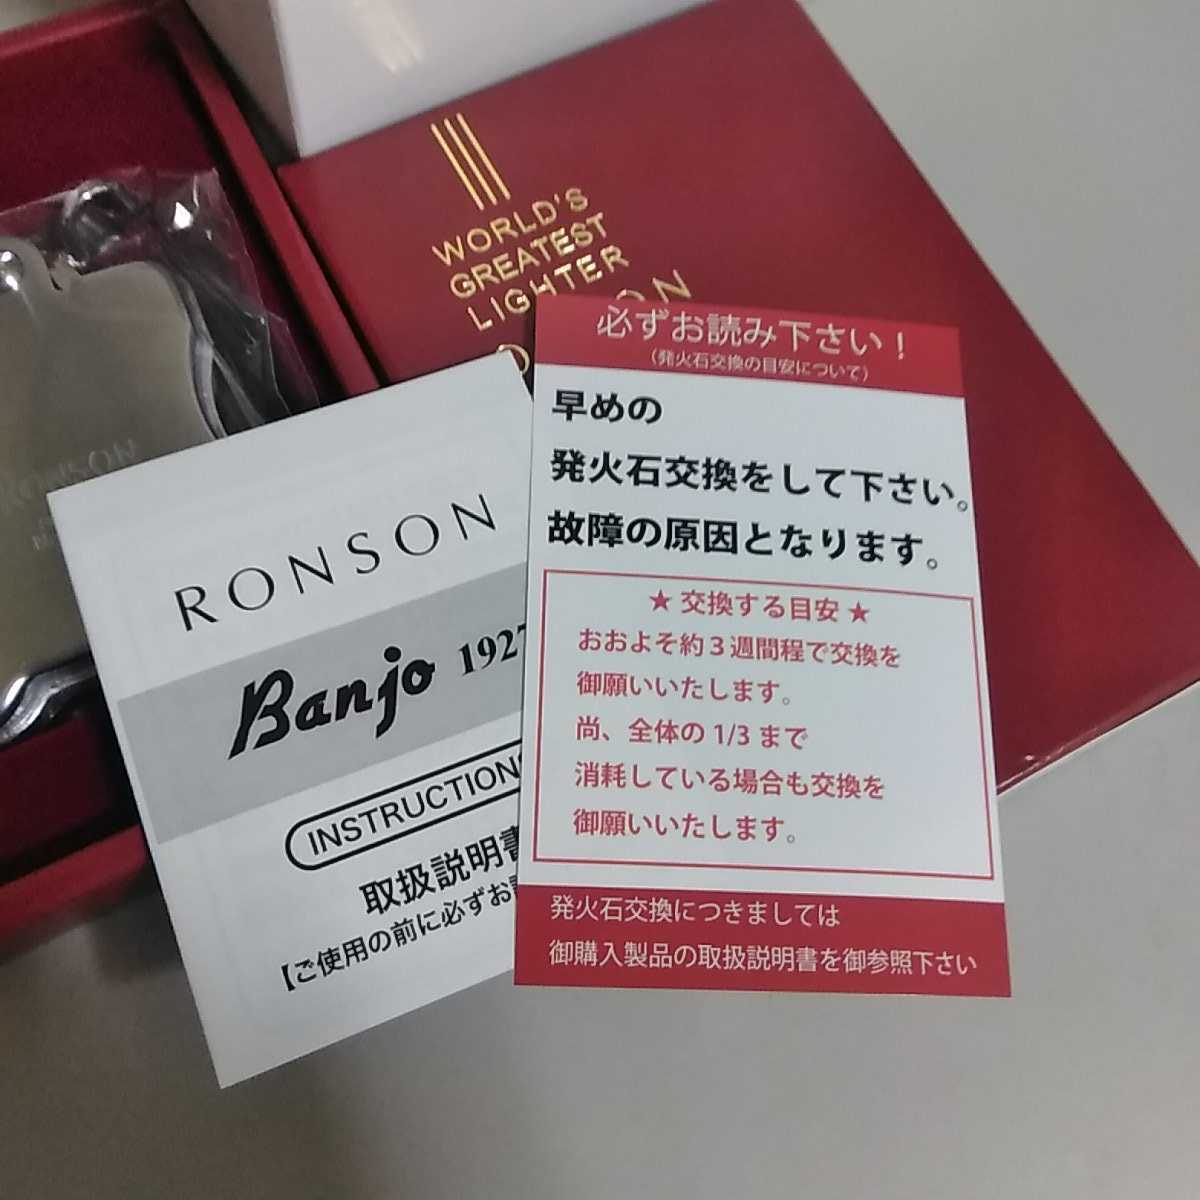 WORLD'S
GREATEST
LIGHTER
RONSON
RONSON
Banjo 1927
INSTRUCTIONS
取扱説明書
【ご使用の前に必ずお
必ずお読み下さい！
（発火石交換の目安について）
早めの
発火石交換をして下さい。
故障の原因となります。
★ 交換する目安 ★
おおよそ約3週間程で交換を
御願いいたします。
尚、全体の 1/3 まで
消耗している場合も交換を
御願いいたします。
発火石交換につきましては
御購入製品の取扱説明書を御参照下さい